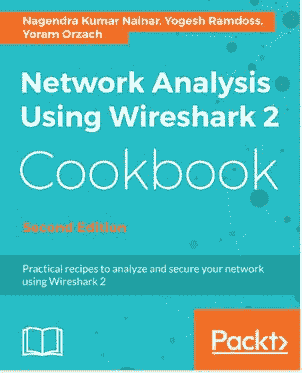 Nagendra Kumar Nainar, Yogesh Ramdoss,
Yoram Orzach
Network Analysis
Using Wireshark 2
Cookbook
Second Edition
Practical recipes to analyze and secure your network
using Wireshark 2
Packt>